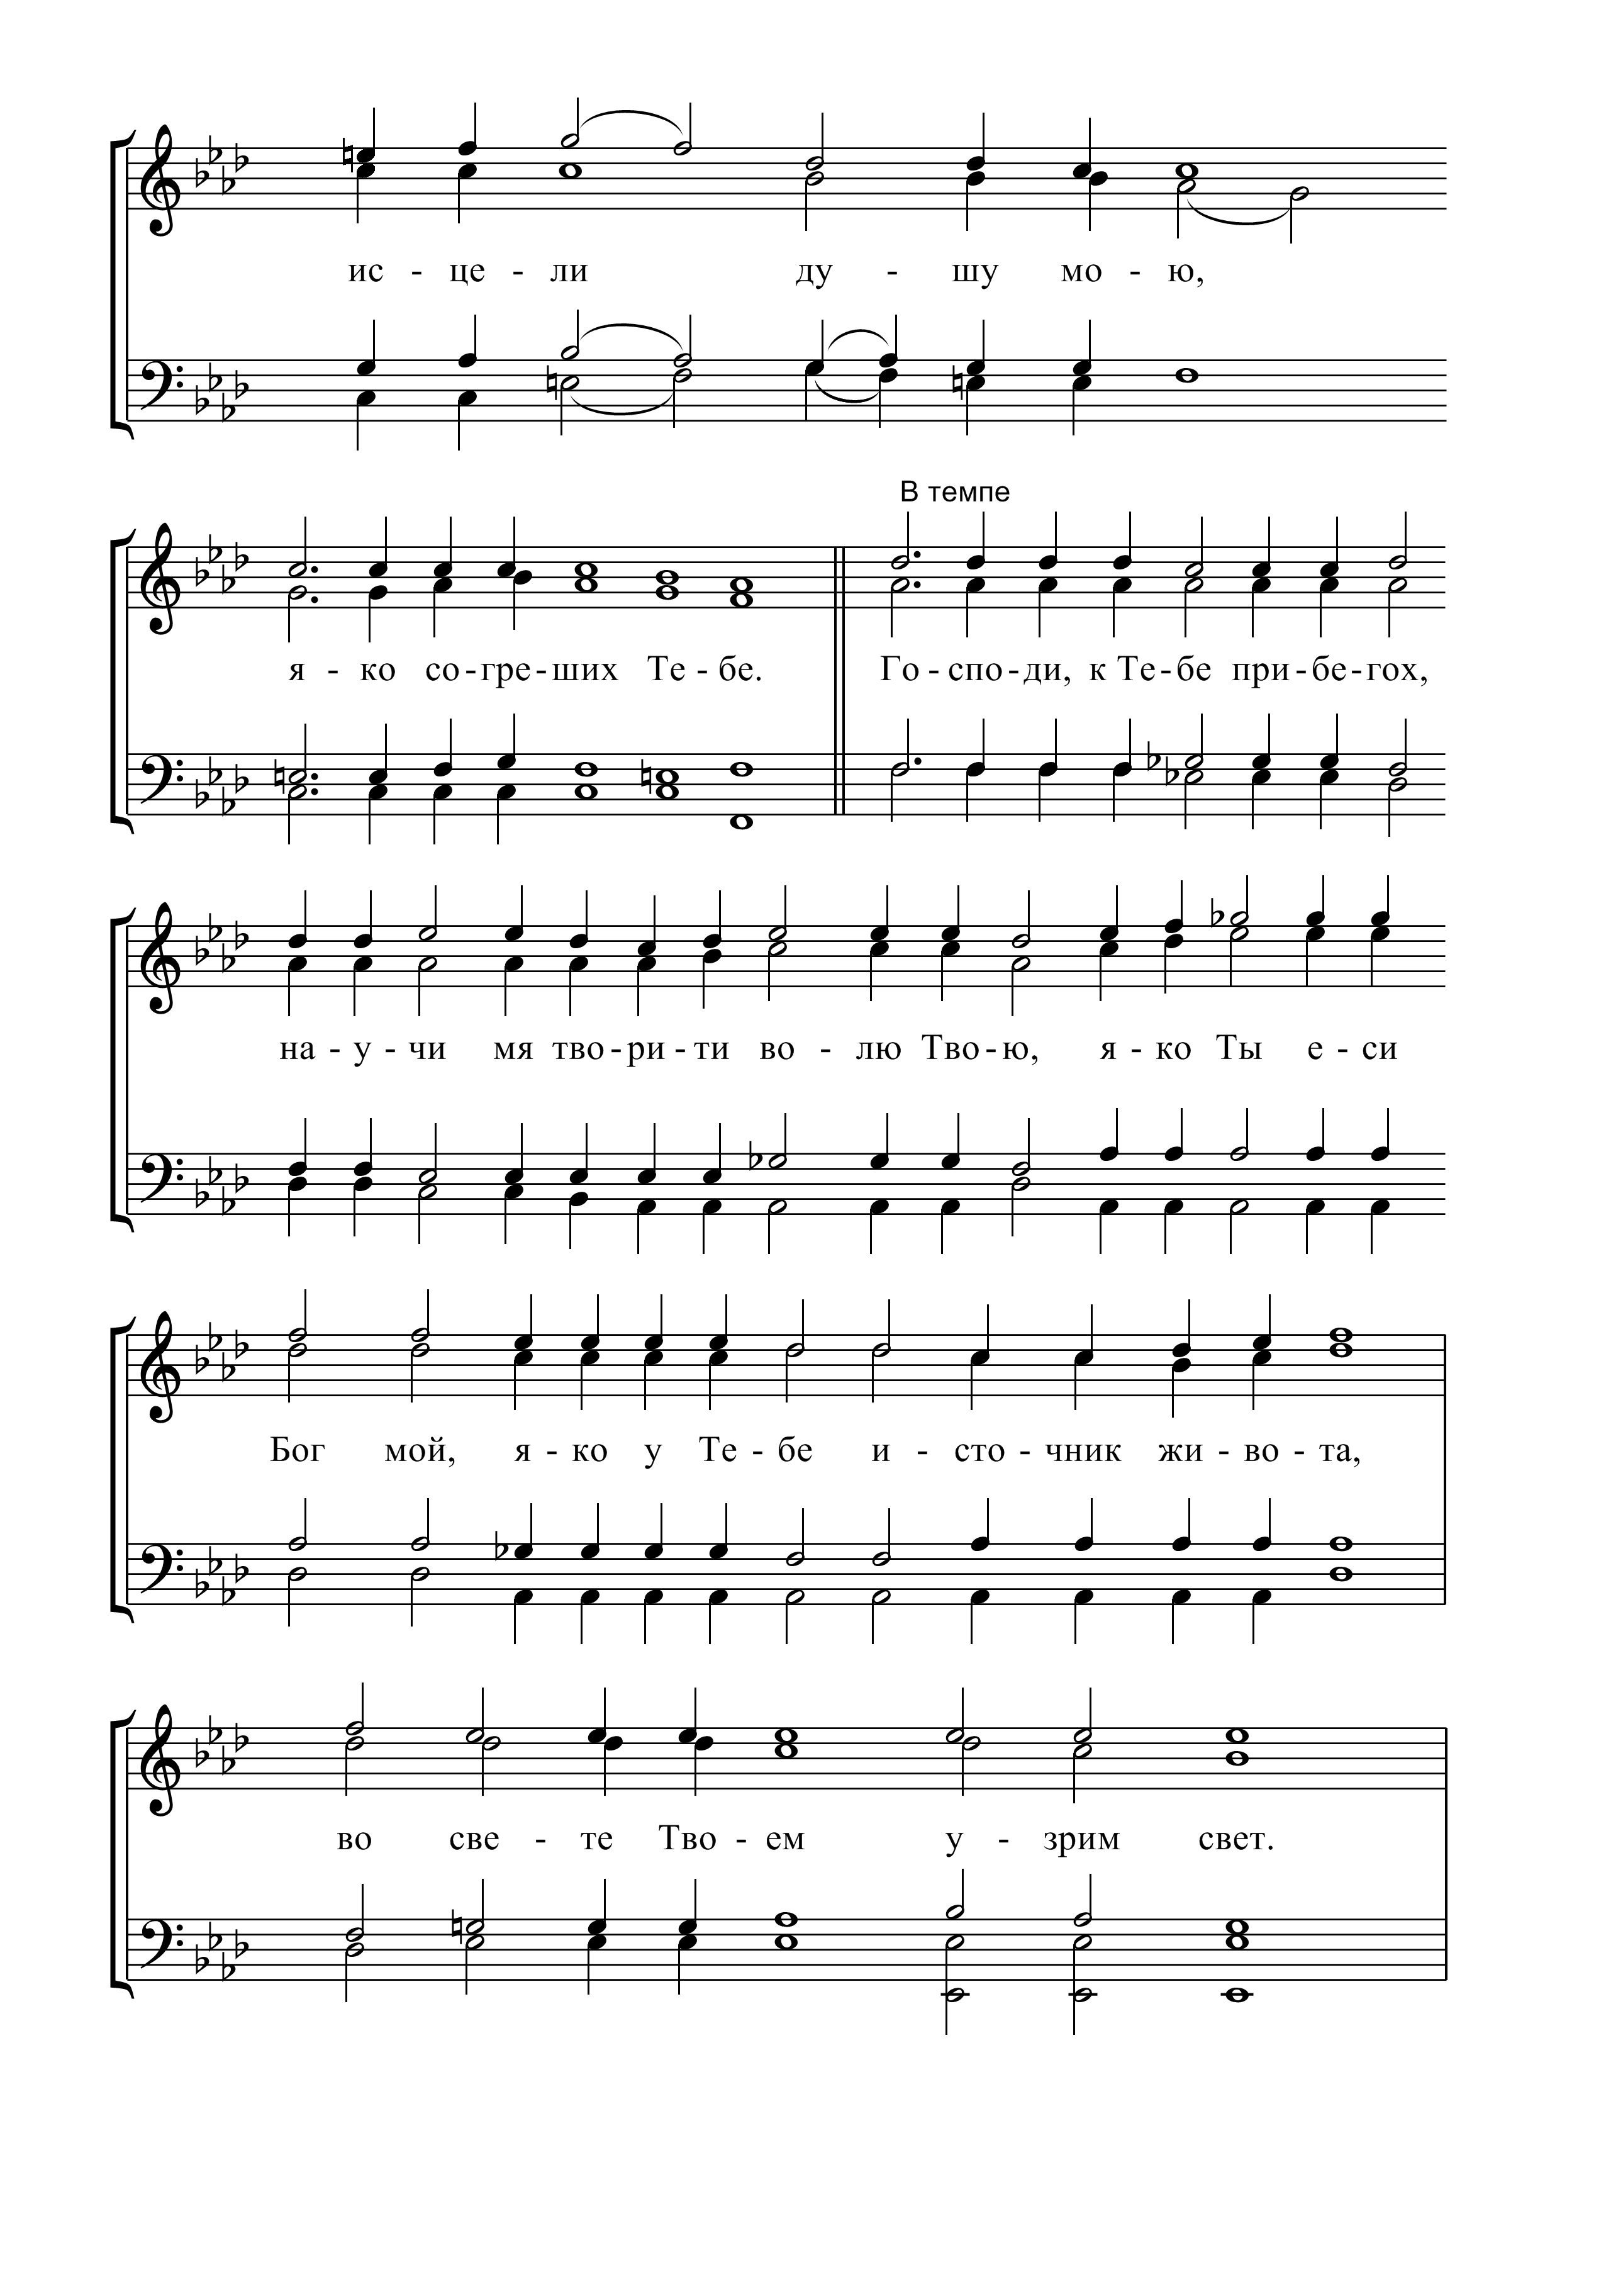 ис - це - ли ду - шу мо - ю,
В темпе
я - ко со - гре - ших Те - бе. Го - спо - ди, к Те - бе при - бе - гох,
на - у - чи мя тво - ри - ти во - лю Тво - ю, я - ко Ты е - си
Бог мой, я - ко у Те - бе и - сто - чник жи - во - та,
во све - те Тво - ем у - зрим свет.